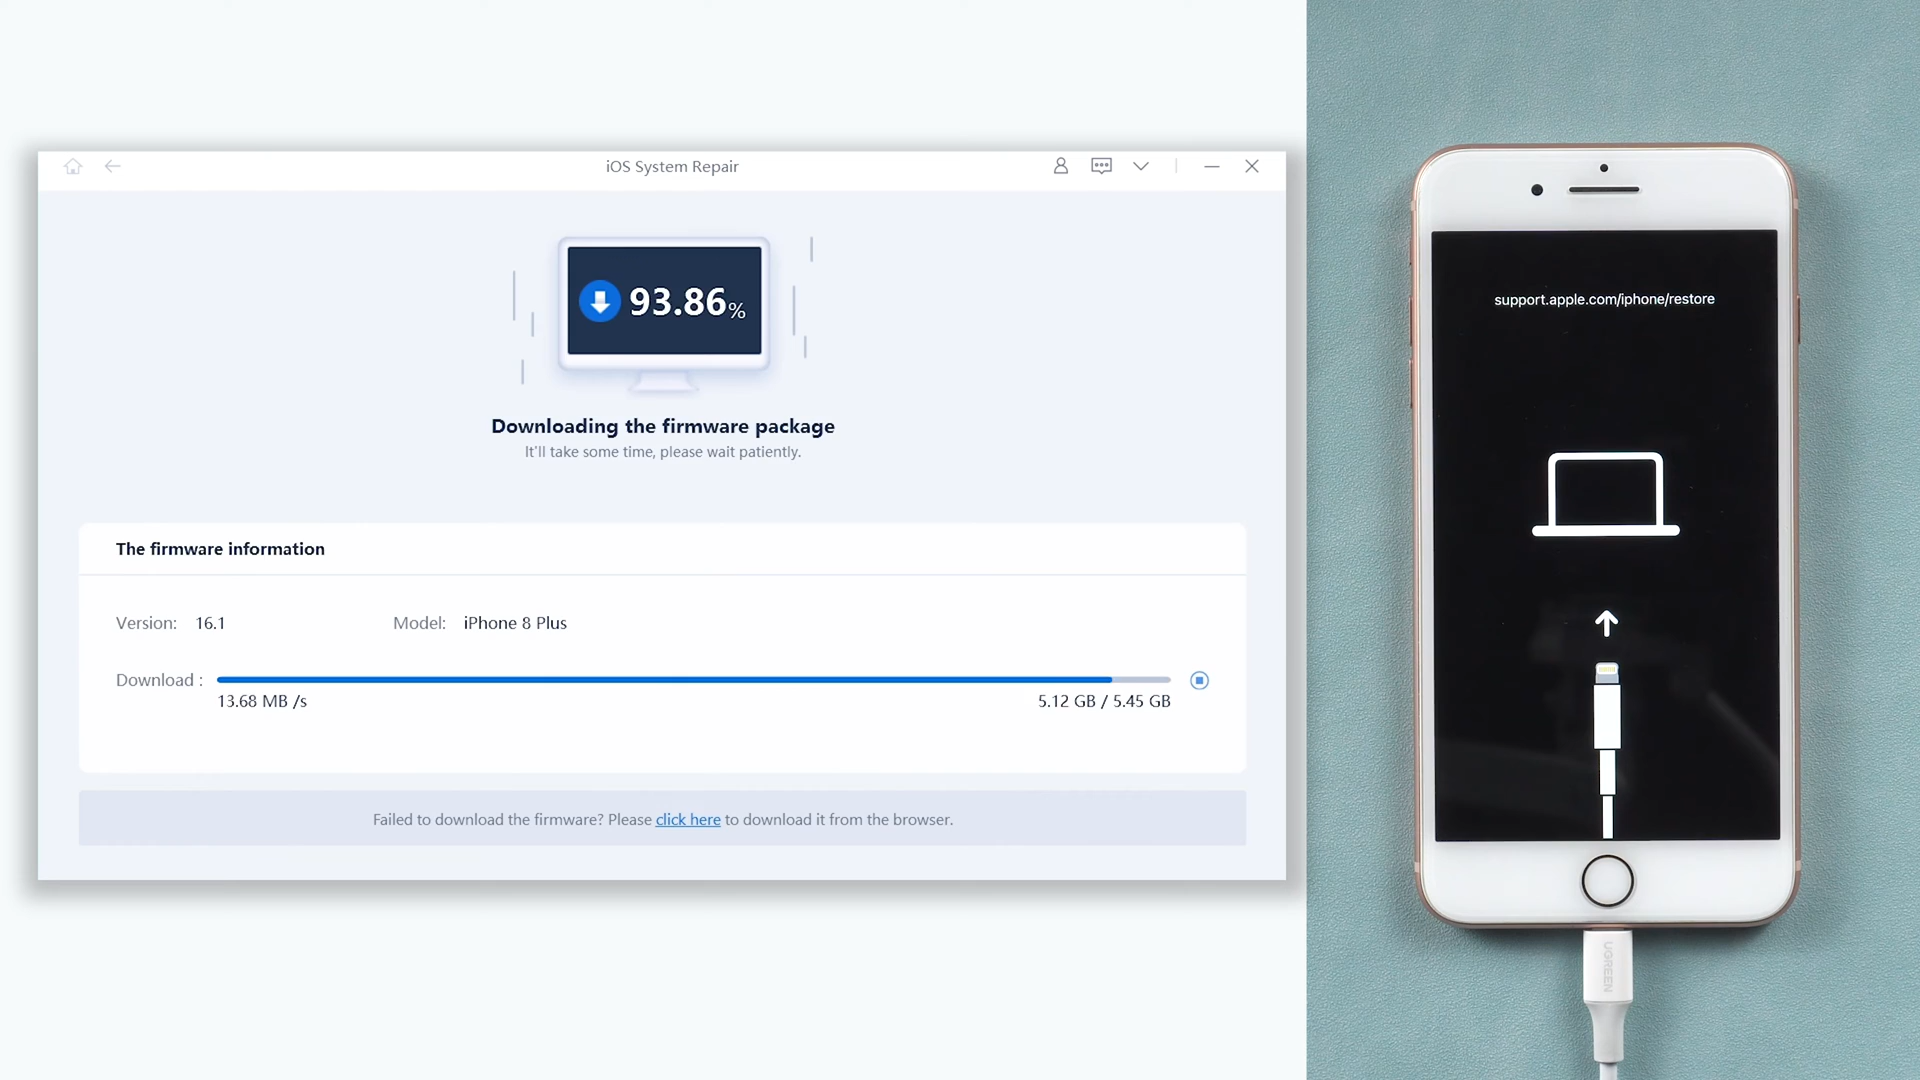 iOS System Repair
93.86%
Downloading the firmware package
It'll take some time, please wait patiently.
The firmware information
Version: 16.1 Model: iPhone 8 Plus
Download :
13.68 MB /s 5.12 GB / 5.45 GB
Failed to download the firmware? Please click here to download it from the browser.
support.apple.com/iphone/restore
UGREEN